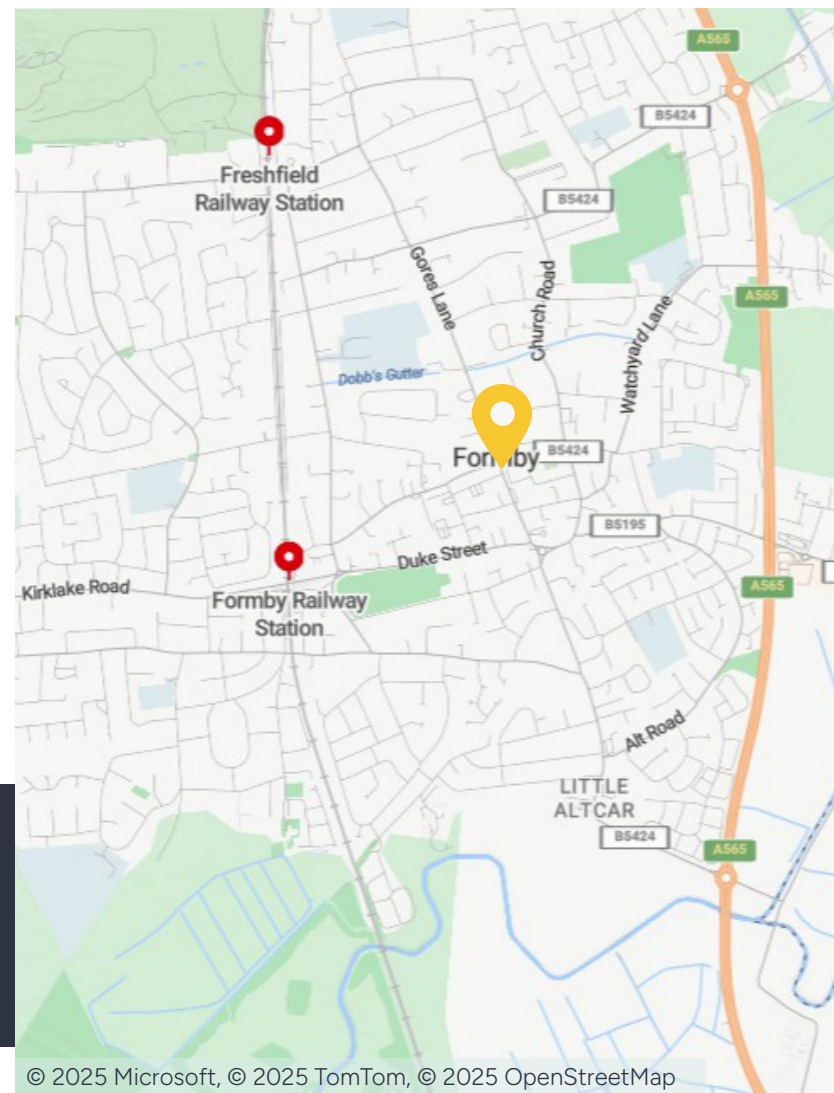 A565
B5424
Freshfield
Railway Station
B5424
Gores Lane
Church Road
A565
Watchyard Lane
Dobb's Gutter
Formby
B5424
B5195
Duke Street
Kirklake Road
A565
Formby Railway
Station
Alt Road
LITTLE
ALTCAR
B5424
A565
© 2025 Microsoft, © 2025 TomTom, © 2025 OpenStreetMap